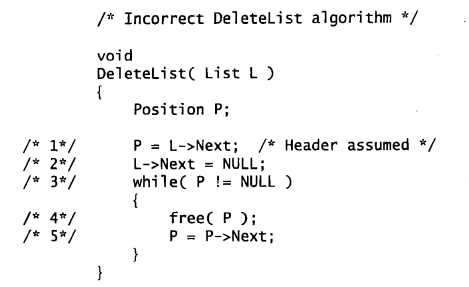 /* Incorrect DeleteList algorithm */
void
DeleteList( List L )
{
Position P;
/* 1*/ P = L->Next; /* Header assumed */
/* 2*/ L->Next = NULL;
/* 3*/ while( P != NULL )
{
/* 4*/ free( P );
/* 5*/ P = P->Next;
}
}